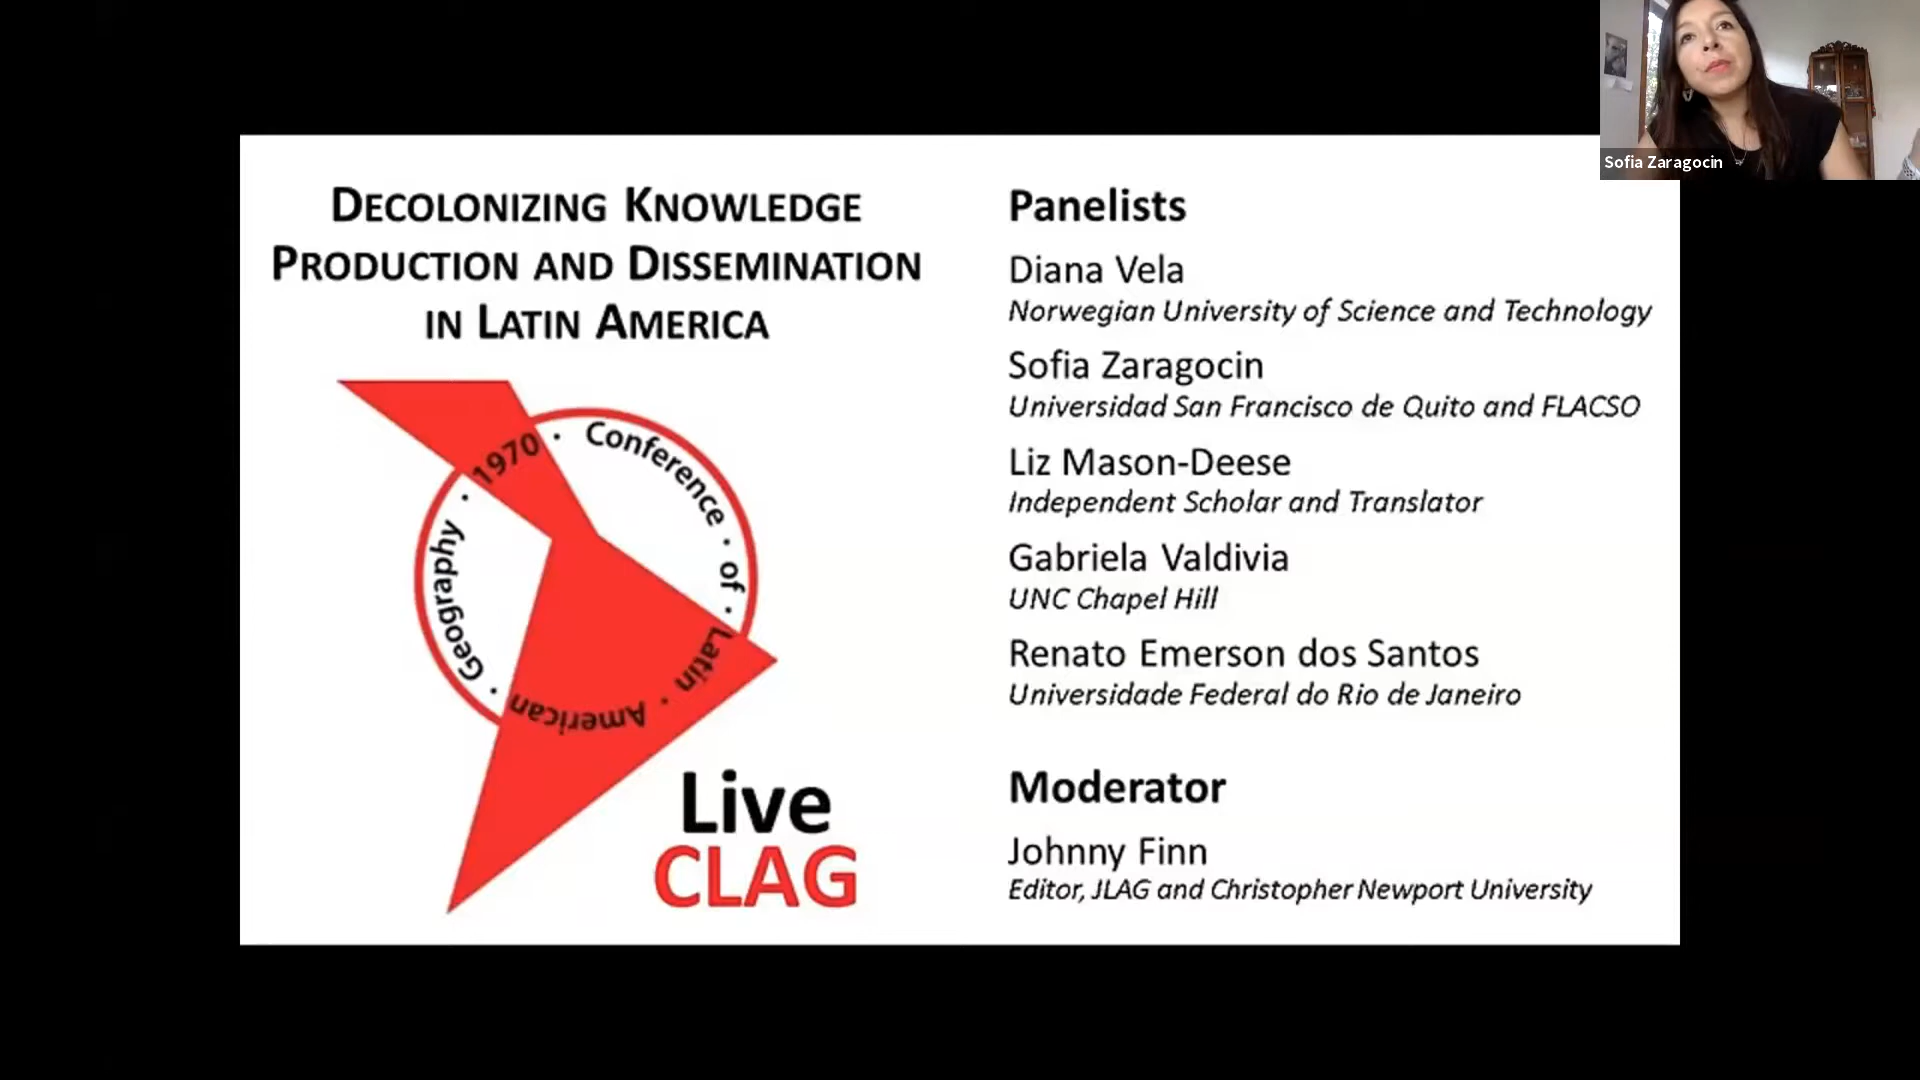 Sofia Zaragocin
DECOLONIZING KNOWLEDGE
PRODUCTION AND DISSEMINATION
IN LATIN AMERICA
1970 · Conference · of · Latin · American · Geography ·
Live
CLAG
Panelists
Diana Vela
Norwegian University of Science and Technology
Sofia Zaragocin
Universidad San Francisco de Quito and FLACSO
Liz Mason-Deese
Independent Scholar and Translator
Gabriela Valdivia
UNC Chapel Hill
Renato Emerson dos Santos
Universidade Federal do Rio de Janeiro
Moderator
Johnny Finn
Editor, JLAG and Christopher Newport University